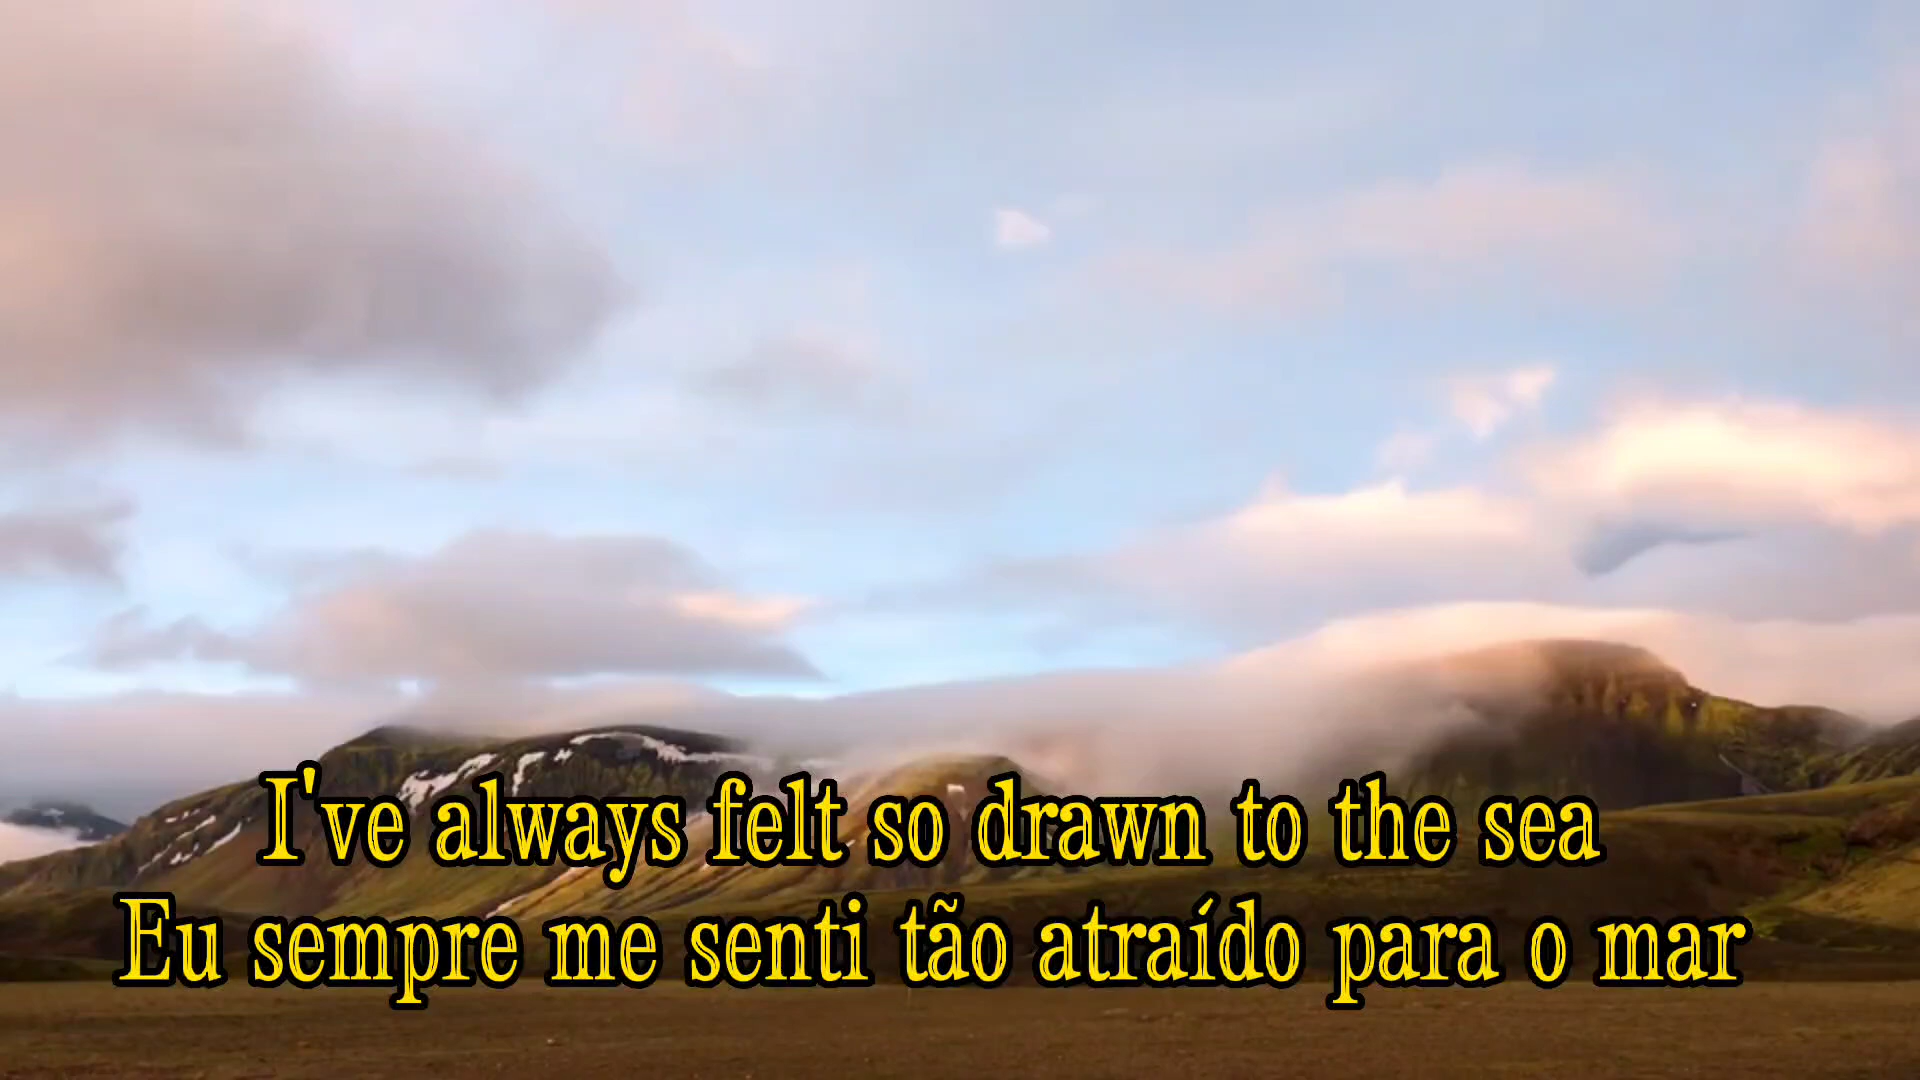 I've always felt so drawn to the sea
Eu sempre me senti tão atraído para o mar